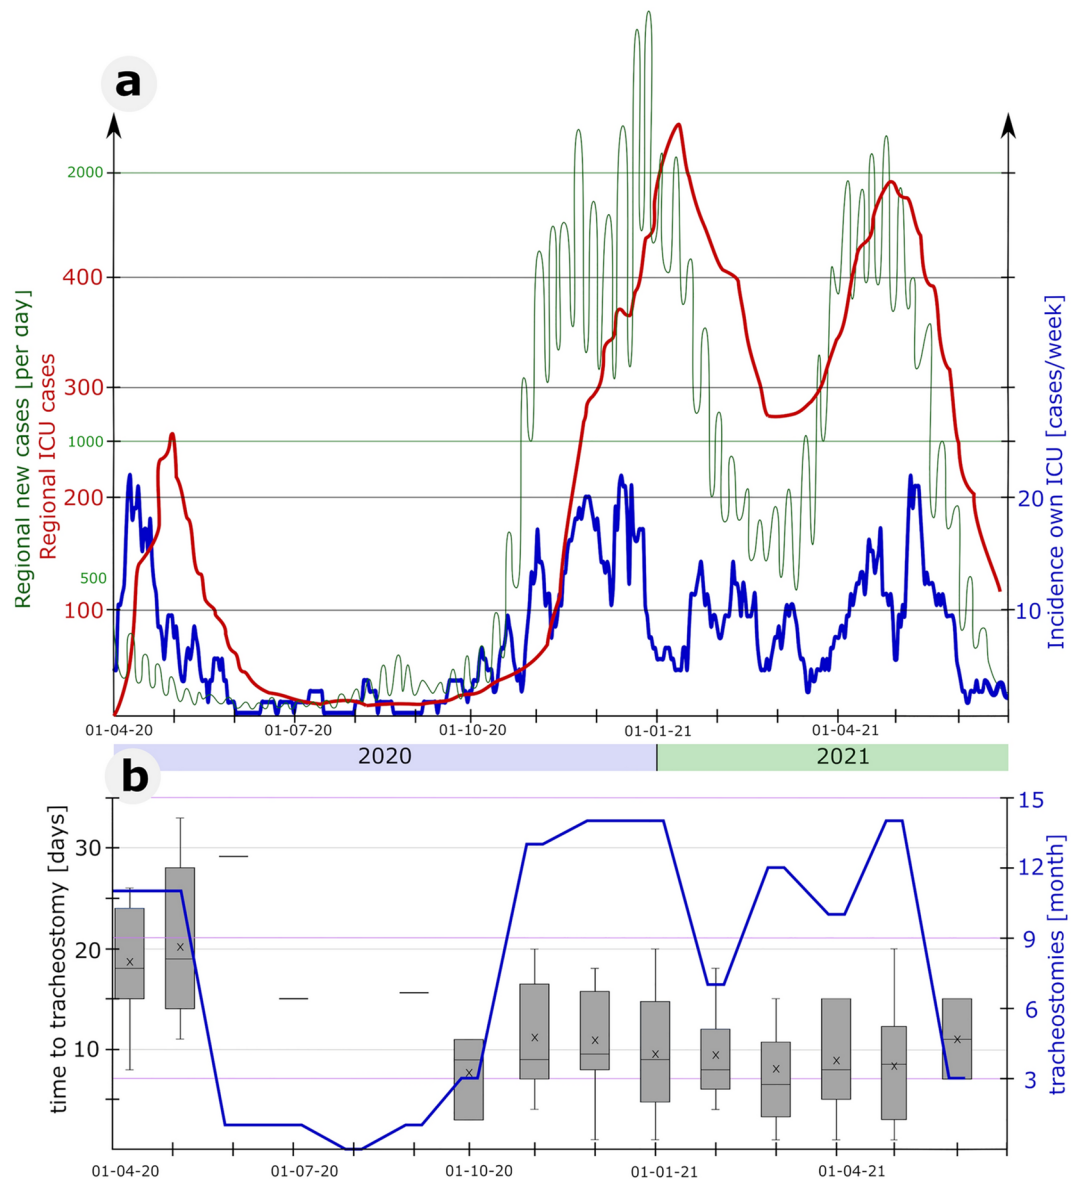 a
Regional new cases [per day]
Regional ICU cases
2000
400
300
1000
200
500
100
Incidence own ICU [cases/week]
20
10
01-04-20
01-07-20
01-10-20
01-01-21
01-04-21
2020
2021
b
time to tracheostomy [days]
30
20
10
15
12
9
6
3
tracheostomies [month]
x
x
x
x
x
x
x
x
x
x
x
01-04-20
01-07-20
01-10-20
01-01-21
01-04-21